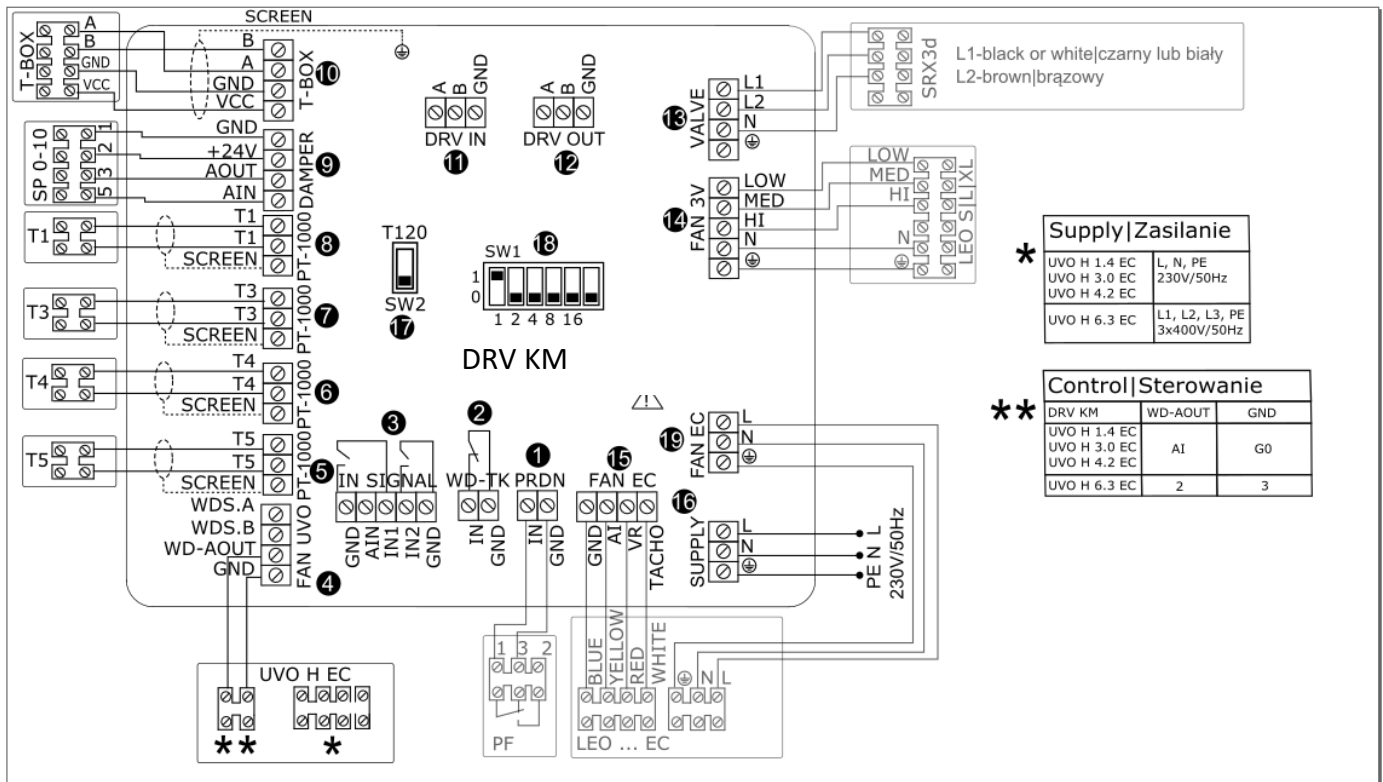 SCREEN
T-BOX
A
B
GND
VCC
B
A
GND
VCC
T-BOX
10
SP 0-10
1
2
3
5
GND
+24V
AOUT
AIN
DAMPER
9
T1
T1
T1
SCREEN
PT-1000
8
T3
T3
T3
SCREEN
PT-1000
7
T4
T4
T4
SCREEN
PT-1000
6
T5
T5
T5
SCREEN
PT-1000
5
WDS.A
WDS.B
WD-AOUT
GND
FAN UVO
4
A
B
GND
DRV IN
11
A
B
GND
DRV OUT
12
T120
SW2
17
18
SW1
1
0
1 2 4 8 16
DRV KM
3
IN SIGNAL
GND
AIN
IN1
IN2
GND
2
WD-TK
IN
GND
1
PRDN
IN
GND
15
FAN EC
GND
AI
VR
TACHO
13
VALVE
L1
L2
N
SRX3d
L1-black or white|czarny lub biały
L2-brown|brązowy
14
FAN 3V
LOW
MED
HI
N
LOW
MED
HI
N
LEO S|L|XL
19
FAN EC
L
N
16
SUPPLY
L
N
PE N L
230V/50Hz
UVO H EC
**
*
1 3 2
PF
BLUE
YELLOW
RED
WHITE
N L
LEO ... EC
*
Supply|Zasilanie
UVO H 1.4 EC
UVO H 3.0 EC
UVO H 4.2 EC
L, N, PE
230V/50Hz
UVO H 6.3 EC
L1, L2, L3, PE
3x400V/50Hz
**
Control|Sterowanie
DRV KM WD-AOUT GND
UVO H 1.4 EC
UVO H 3.0 EC
UVO H 4.2 EC
AI G0
UVO H 6.3 EC 2 3